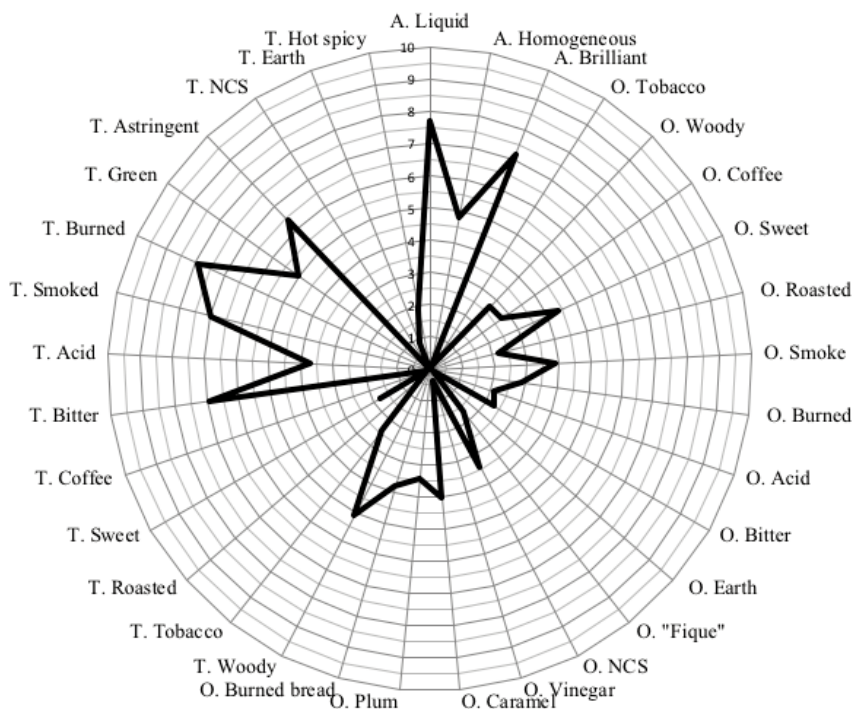 A. Liquid
A. Homogeneous
A. Brilliant
O. Tobacco
O. Woody
O. Coffee
O. Sweet
O. Roasted
O. Smoke
O. Burned
O. Acid
O. Bitter
O. Earth
O. "Fique"
O. NCS
O. Vinegar
O. Caramel
O. Plum
O. Burned bread
T. Woody
T. Tobacco
T. Roasted
T. Sweet
T. Coffee
T. Bitter
T. Acid
T. Smoked
T. Burned
T. Green
T. Astringent
T. NCS
T. Earth
T. Hot spicy
10
9
8
7
6
5
4
3
2
1